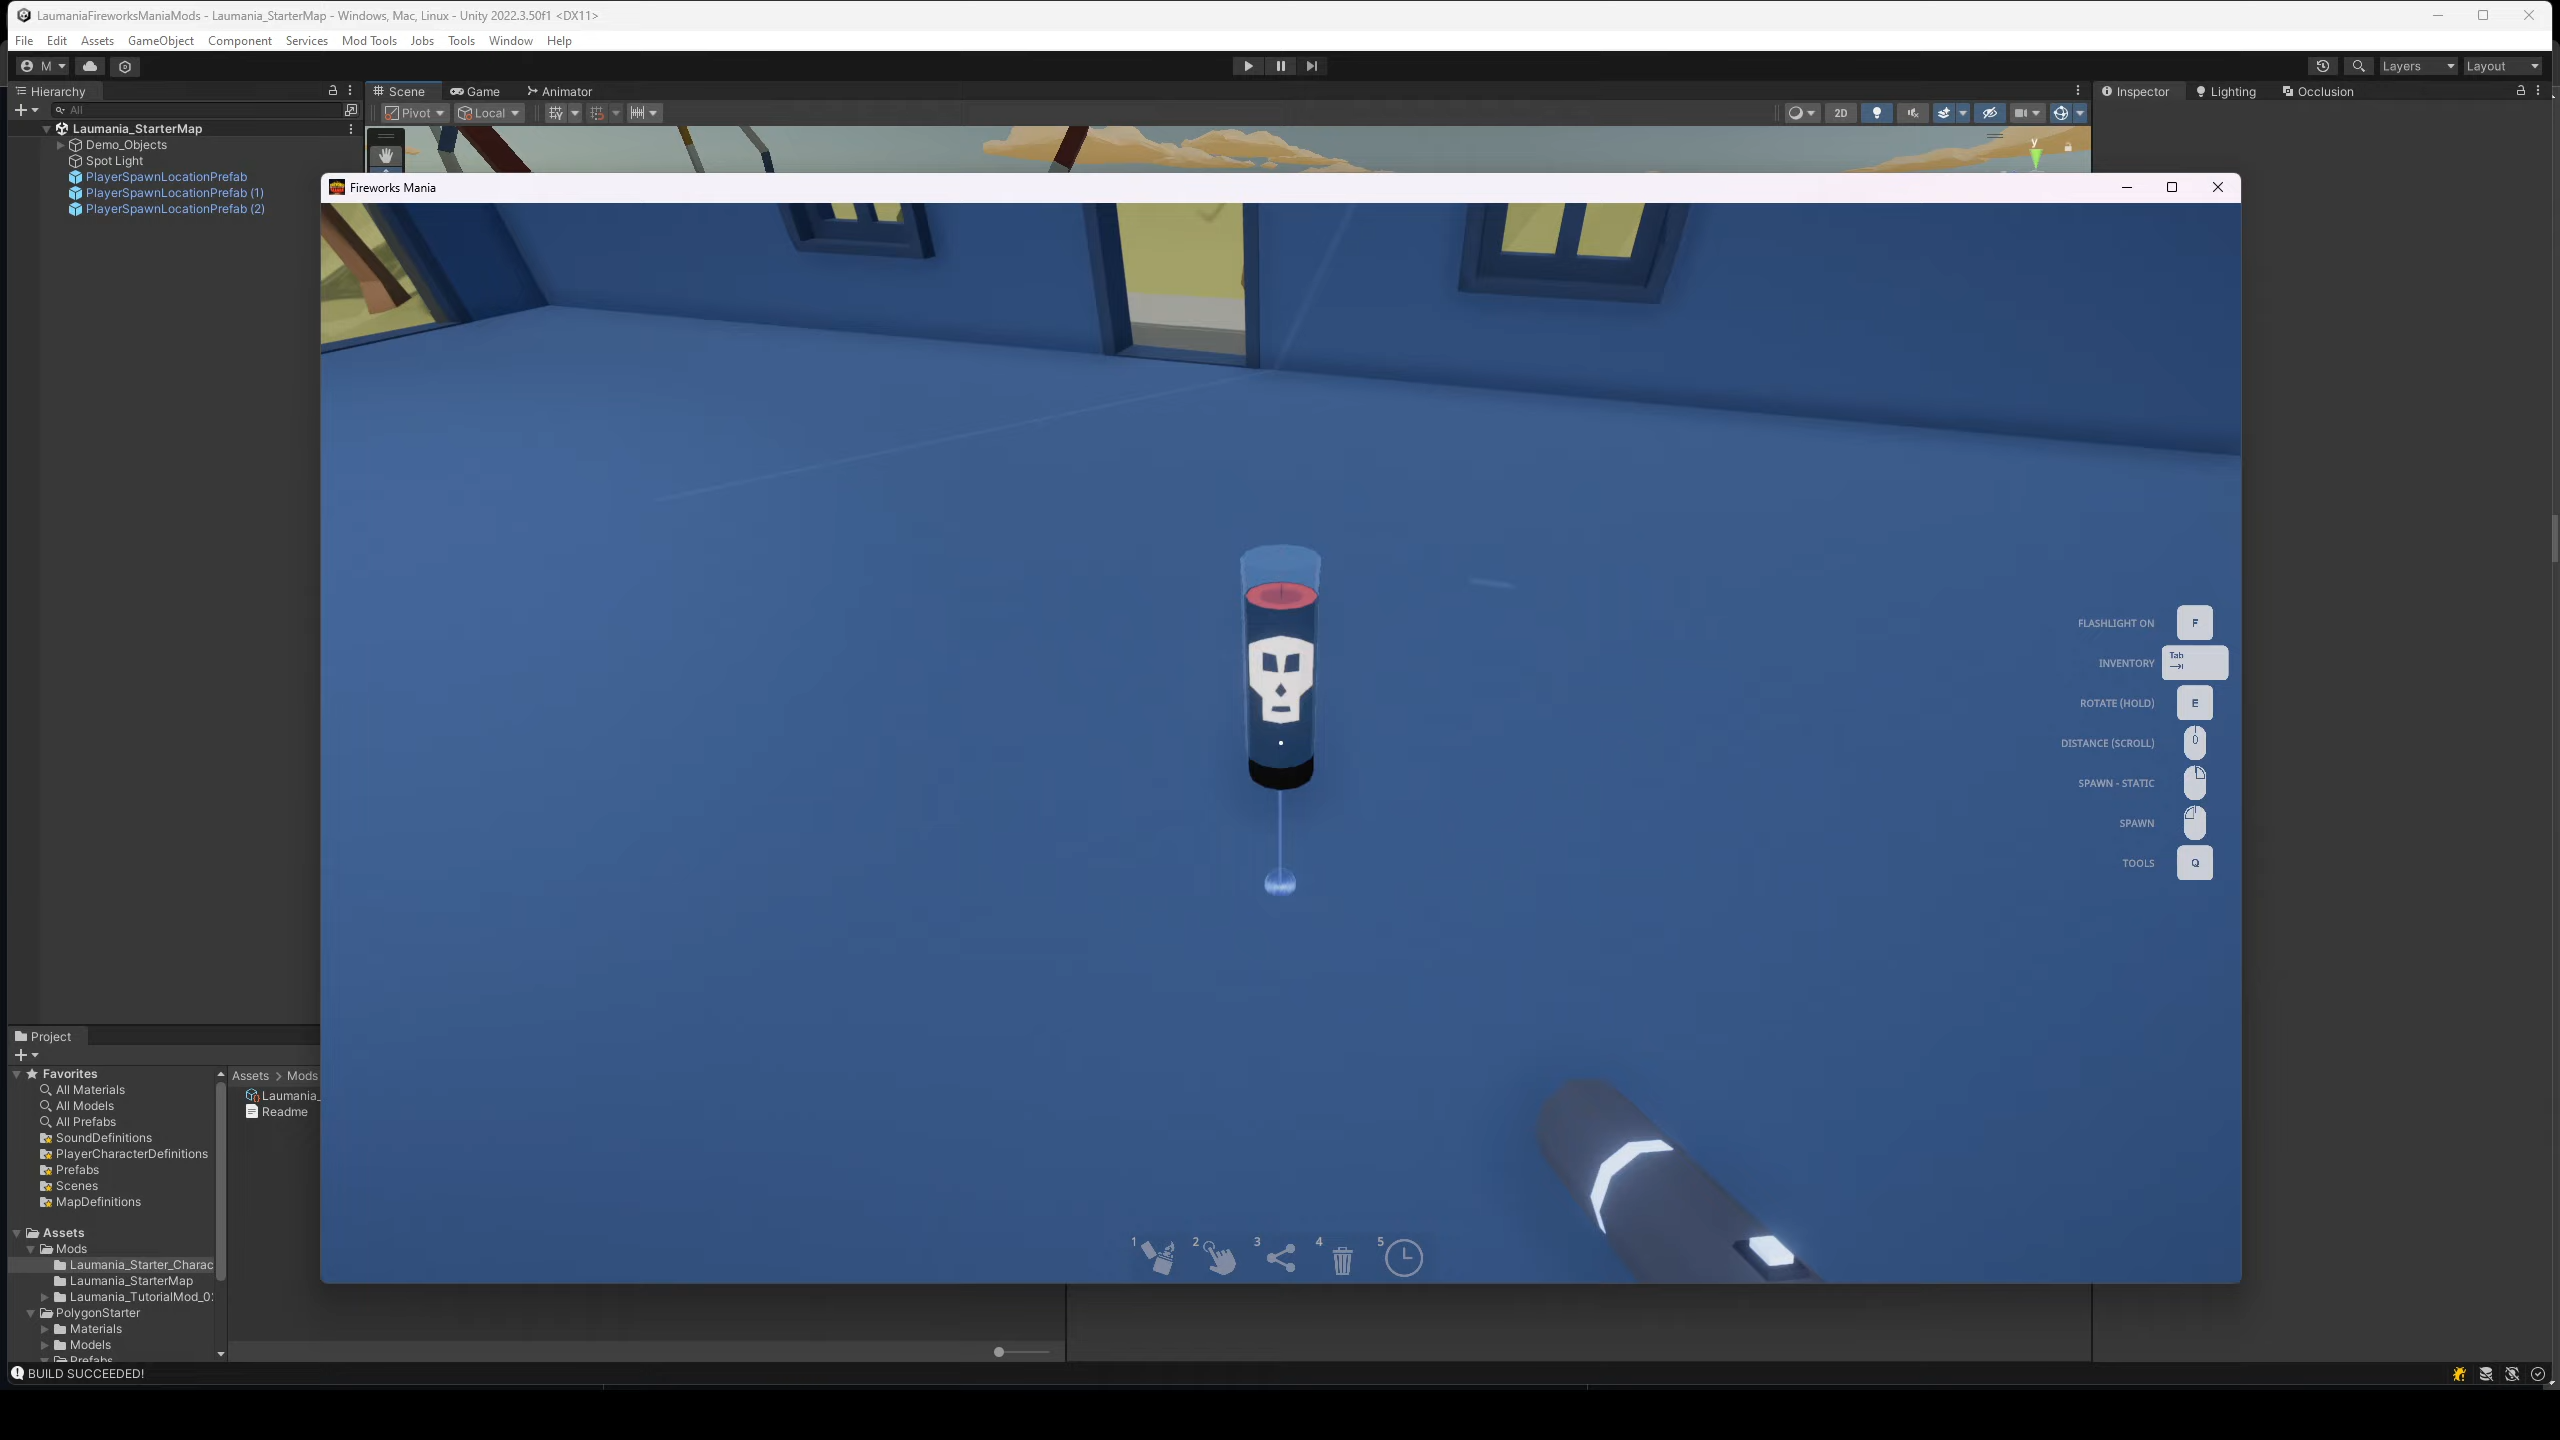 LaumaniaFireworksManiaMods - Laumania_StarterMap - Windows, Mac, Linux - Unity 2022.3.50f1 <DX11>
File Edit Assets GameObject Component Services Mod Tools Jobs Tools Window Help
M Layers Layout
Hierarchy Scene Game Animator Inspector Lighting Occlusion
All Pivot Local 2D
Laumania_StarterMap
Demo_Objects
Spot Light
y
PlayerSpawnLocationPrefab
PlayerSpawnLocationPrefab (1)
PlayerSpawnLocationPrefab (2)
Fireworks Mania
FLASHLIGHT ON F
INVENTORY Tab
ROTATE (HOLD) E
DISTANCE (SCROLL)
SPAWN - STATIC
SPAWN
TOOLS Q
1 2 3 4 5
Project
Favorites
All Materials
All Models
All Prefabs
SoundDefinitions
PlayerCharacterDefinitions
Prefabs
Scenes
MapDefinitions
Assets
Mods
Laumania_Starter_Charac
Laumania_StarterMap
Laumania_TutorialMod_01
PolygonStarter
Materials
Models
Prefabs
Assets > Mods
Laumania_
Readme
BUILD SUCCEEDED!